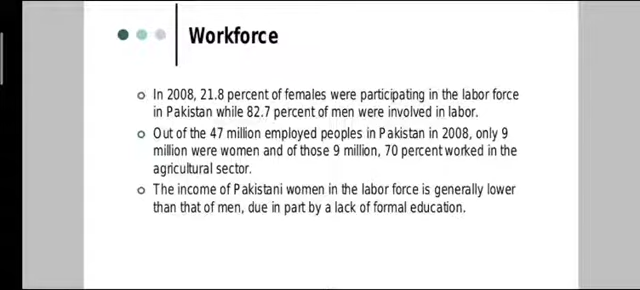 Workforce
In 2008, 21.8 percent of females were participating in the labor force
in Pakistan while 82.7 percent of men were involved in labor.
Out of the 47 million employed peoples in Pakistan in 2008, only 9
million were women and of those 9 million, 70 percent worked in the
agricultural sector.
The income of Pakistani women in the labor force is generally lower
than that of men, due in part by a lack of formal education.